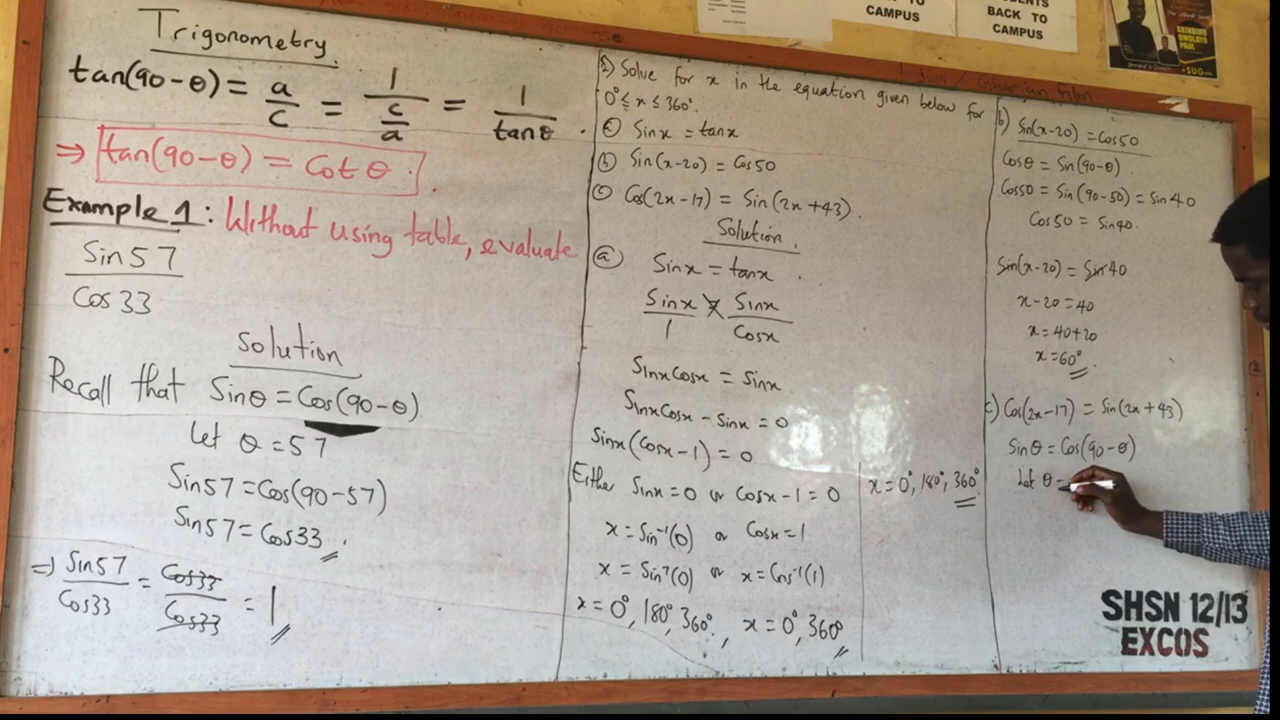 CAMPUS
BACK TO
CAMPUS
+SUG
Trigonometry.
tan(90-θ) = a/c = 1/(c/a) = 1/tanθ.
⇒ tan(90-θ) = Cot θ.
Example 1: Without using table, evaluate
Sin57/Cos33
Solution
Recall that Sinθ = Cos(90-θ)
Let θ = 57
Sin57 = Cos(90-57)
Sin57 = Cos33
⇒ Sin57/Cos33 = Cos33/Cos33 = 1
2) Solve for x in the equation given below for
0° ≤ x ≤ 360°.
Sinx = tanx
(b) Sin(x-20) = Cos50
(c) Cos(2x-17) = Sin(2x+43).
Solution.
(a) Sinx = tanx.
Sinx/1 Sinx/Cosx
SinxCosx = Sinx
SinxCosx - Sinx = 0
Sinx(Cosx-1) = 0
Either Sinx = 0 or Cosx-1 = 0
x = Sin⁻¹(0) or Cosx = 1
x = Sin⁻¹(0) or x = Cos⁻¹(1)
x = 0°, 180°, 360°, x = 0°, 360°
x = 0°, 180°, 360°
b) Sin(x-20) = Cos50
Cosθ = Sin(90-θ).
Cos50 = Sin(90-50) = Sin40
Cos50 = Sin40.
Sin(x-20) = Sin40
x-20 = 40
x = 40+20
x = 60°
c) Cos(2x-17) = Sin(2x+43)
Sinθ = Cos(90-θ)
Let θ =
SHSN 12/13
EXCOS